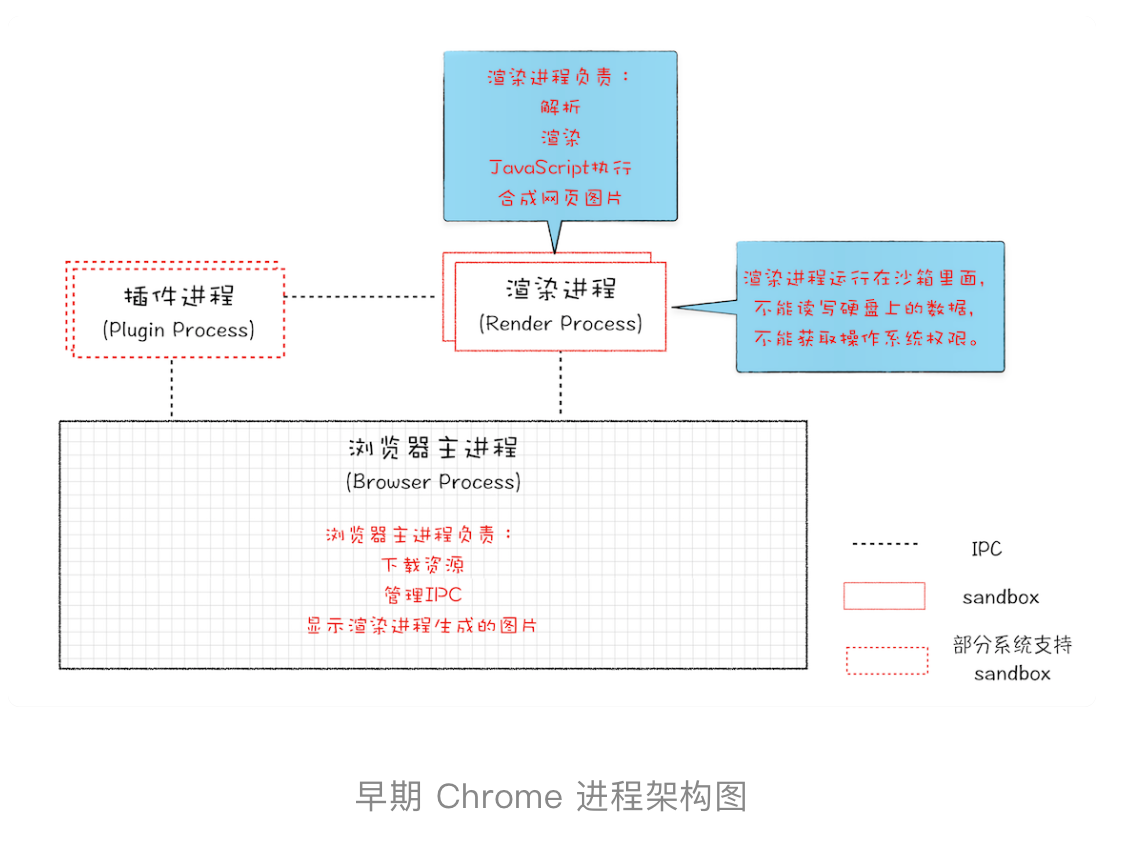 渲染进程负责：
解析
渲染
JavaScript执行
合成网页图片
渲染进程运行在沙箱里面,
不能读写硬盘上的数据,
不能获取操作系统权限。
插件进程
(Plugin Process)
渲染进程
(Render Process)
浏览器主进程
(Browser Process)
浏览器主进程负责：
下载资源
管理IPC
显示渲染进程生成的图片
IPC
sandbox
部分系统支持
sandbox
早期 Chrome 进程架构图